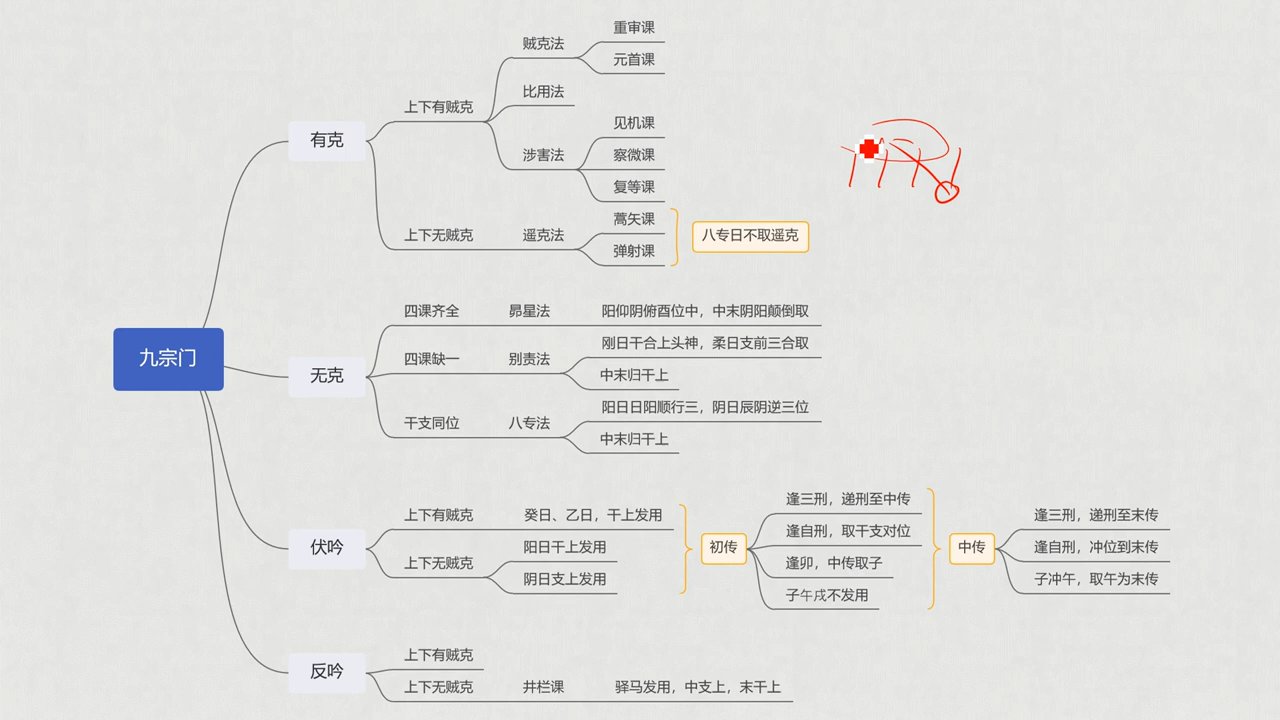 九宗门
有克
上下有贼克
贼克法
重审课
元首课
比用法
涉害法
见机课
察微课
复等课
上下无贼克
遥克法
蒿矢课
弹射课
八专日不取遥克
无克
四课齐全
昴星法
阳仰阴俯酉位中，中末阴阳颠倒取
四课缺一
别责法
刚日干合上头神，柔日支前三合取
中末归干上
干支同位
八专法
阳日日阳顺行三，阴日辰阴逆三位
中末归干上
伏吟
上下有贼克
癸日、乙日，干上发用
上下无贼克
阳日干上发用
阴日支上发用
初传
逢三刑，递刑至中传
逢自刑，取干支对位
逢卯，中传取子
子午戌不发用
中传
逢三刑，递刑至末传
逢自刑，冲位到末传
子冲午，取午为末传
反吟
上下有贼克
上下无贼克
井栏课
驿马发用，中支上，末干上